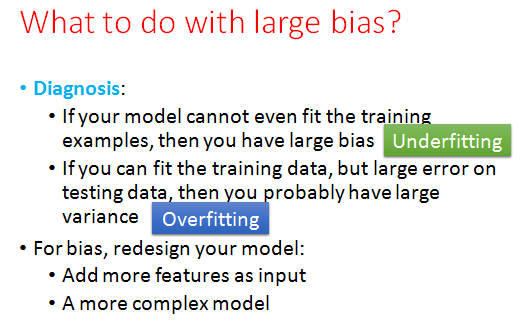 What to do with large bias?
• Diagnosis:
• If your model cannot even fit the training
examples, then you have large bias Underfitting
• If you can fit the training data, but large error on
testing data, then you probably have large
variance Overfitting
• For bias, redesign your model:
• Add more features as input
• A more complex model